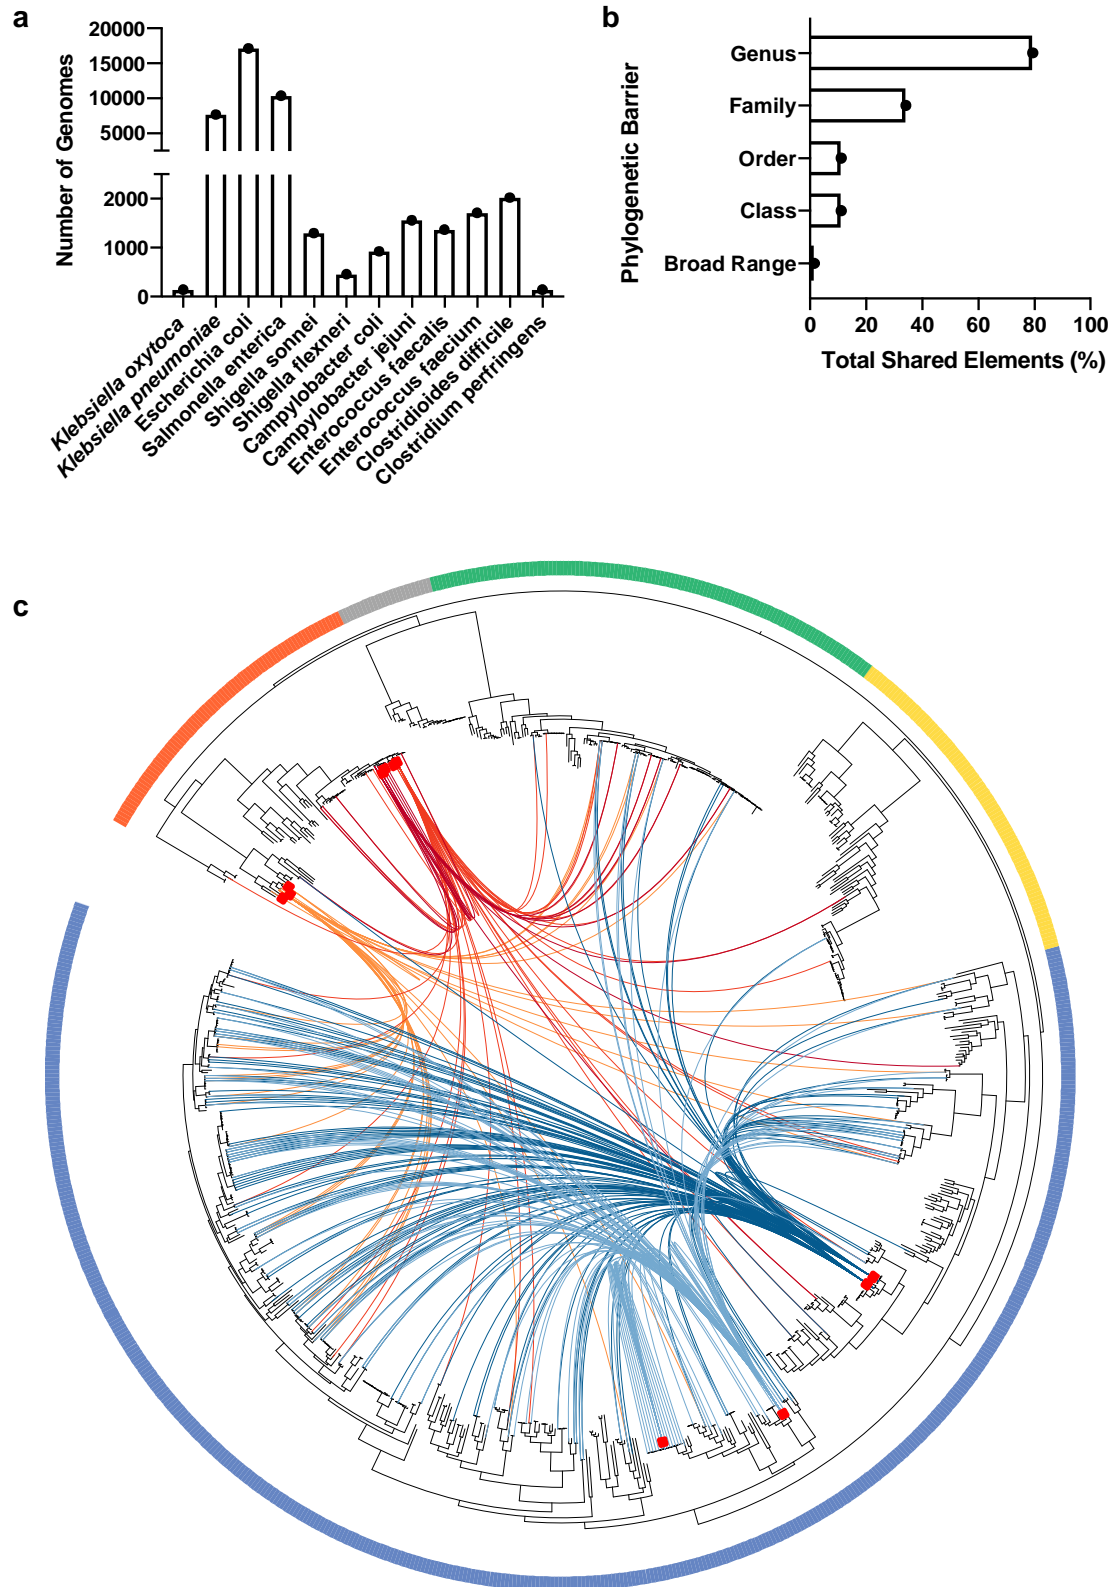 a
Number of Genomes
20000
15000
10000
5000
2000
1000
0
Klebsiella oxytoca
Klebsiella pneumoniae
Escherichia coli
Salmonella enterica
Shigella sonnei
Shigella flexneri
Campylobacter coli
Campylobacter jejuni
Enterococcus faecalis
Enterococcus faecium
Clostridioides difficile
Clostridium perfringens
b
Phylogenetic Barrier
Genus
Family
Order
Class
Broad Range
0 20 40 60 80 100
Total Shared Elements (%)
c